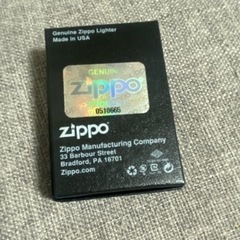 Genuine Zippo Lighter
Made in USA
GENUINE
zippo
0510665
zippo
Zippo Manufacturing Company
33 Barbour Street
Bradford, PA 16701
Zippo.com